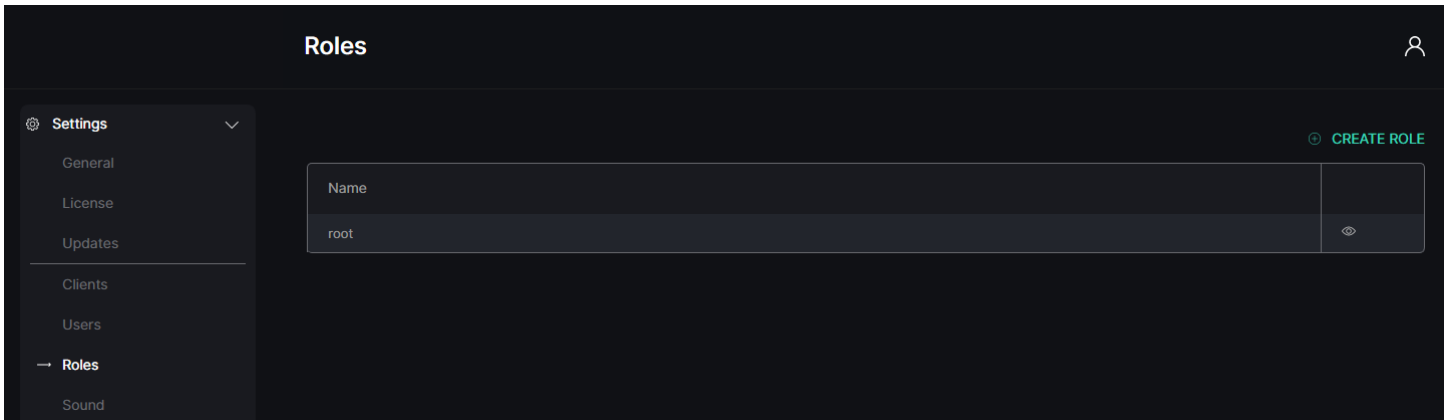 Roles
Settings
General
License
Updates
Clients
Users
Roles
Sound
CREATE ROLE
Name
root